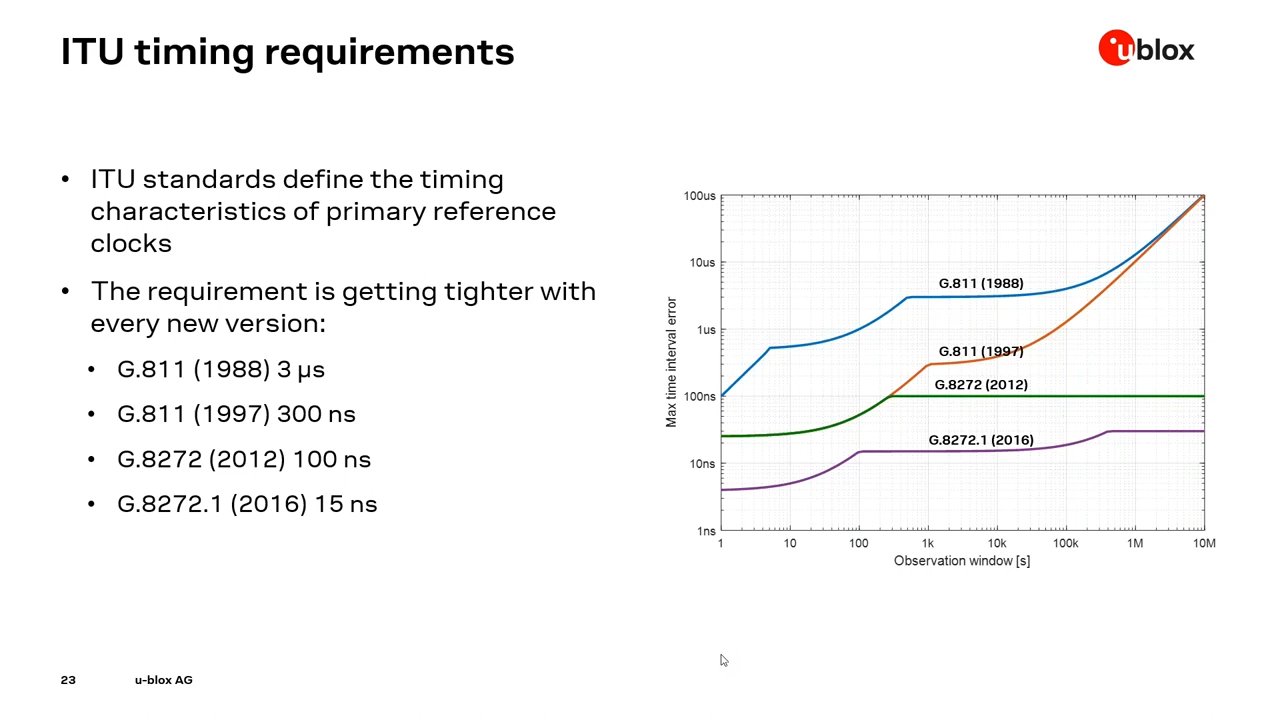 ITU timing requirements
ublox
• ITU standards define the timing
characteristics of primary reference
clocks
• The requirement is getting tighter with
every new version:
• G.811 (1988) 3 µs
• G.811 (1997) 300 ns
• G.8272 (2012) 100 ns
• G.8272.1 (2016) 15 ns
Max time interval error
100us
10us
1us
100ns
10ns
1ns
G.811 (1988)
G.811 (1997)
G.8272 (2012)
G.8272.1 (2016)
1 10 100 1k 10k 100k 1M 10M
Observation window [s]
23 u-blox AG